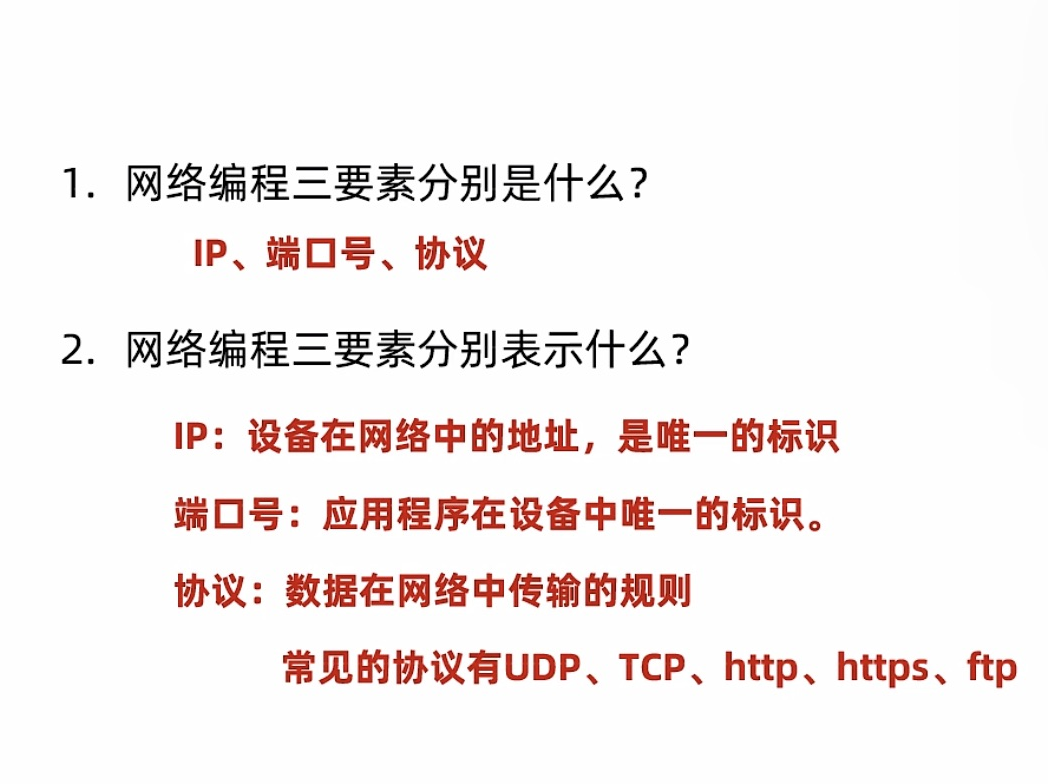 1. 网络编程三要素分别是什么？
IP、端口号、协议
2. 网络编程三要素分别表示什么？
IP：设备在网络中的地址，是唯一的标识
端口号：应用程序在设备中唯一的标识。
协议：数据在网络中传输的规则
常见的协议有UDP、TCP、http、https、ftp